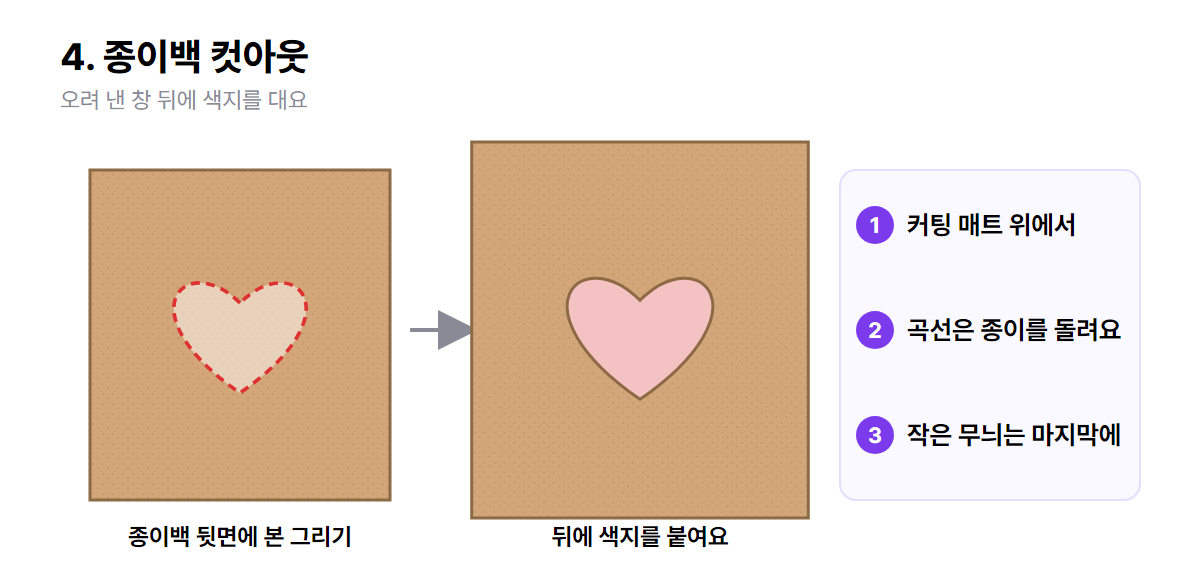 4. 종이백 컷아웃
오려 낸 창 뒤에 색지를 대요
종이백 뒷면에 본 그리기
뒤에 색지를 붙여요
1 커팅 매트 위에서
2 곡선은 종이를 돌려요
3 작은 무늬는 마지막에